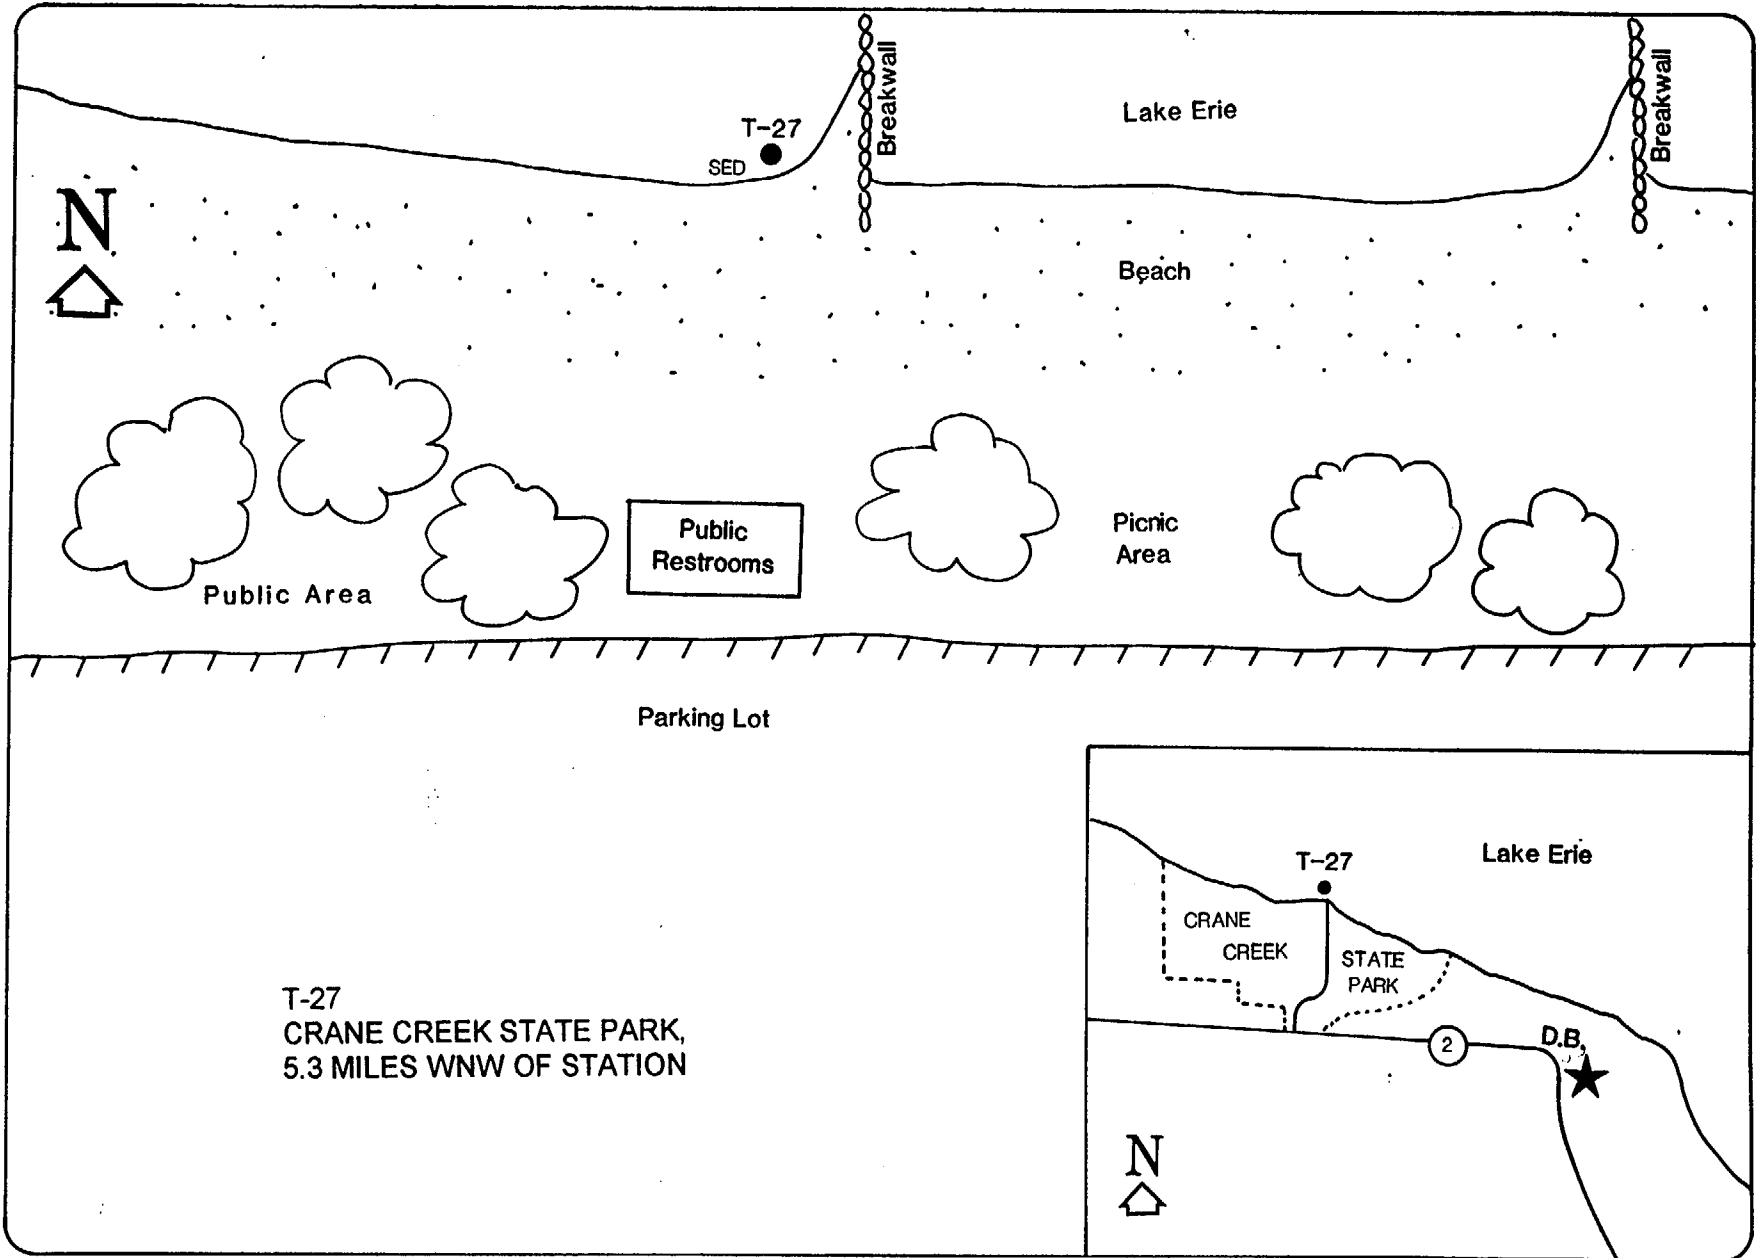 Breakwall
Breakwall
Lake Erie
T-27
SED
N
Beach
Public
Restrooms
Picnic
Area
Public Area
Parking Lot
T-27
CRANE CREEK STATE PARK,
5.3 MILES WNW OF STATION
Lake Erie
T-27
CRANE
CREEK
STATE
PARK
2
D.B.
N